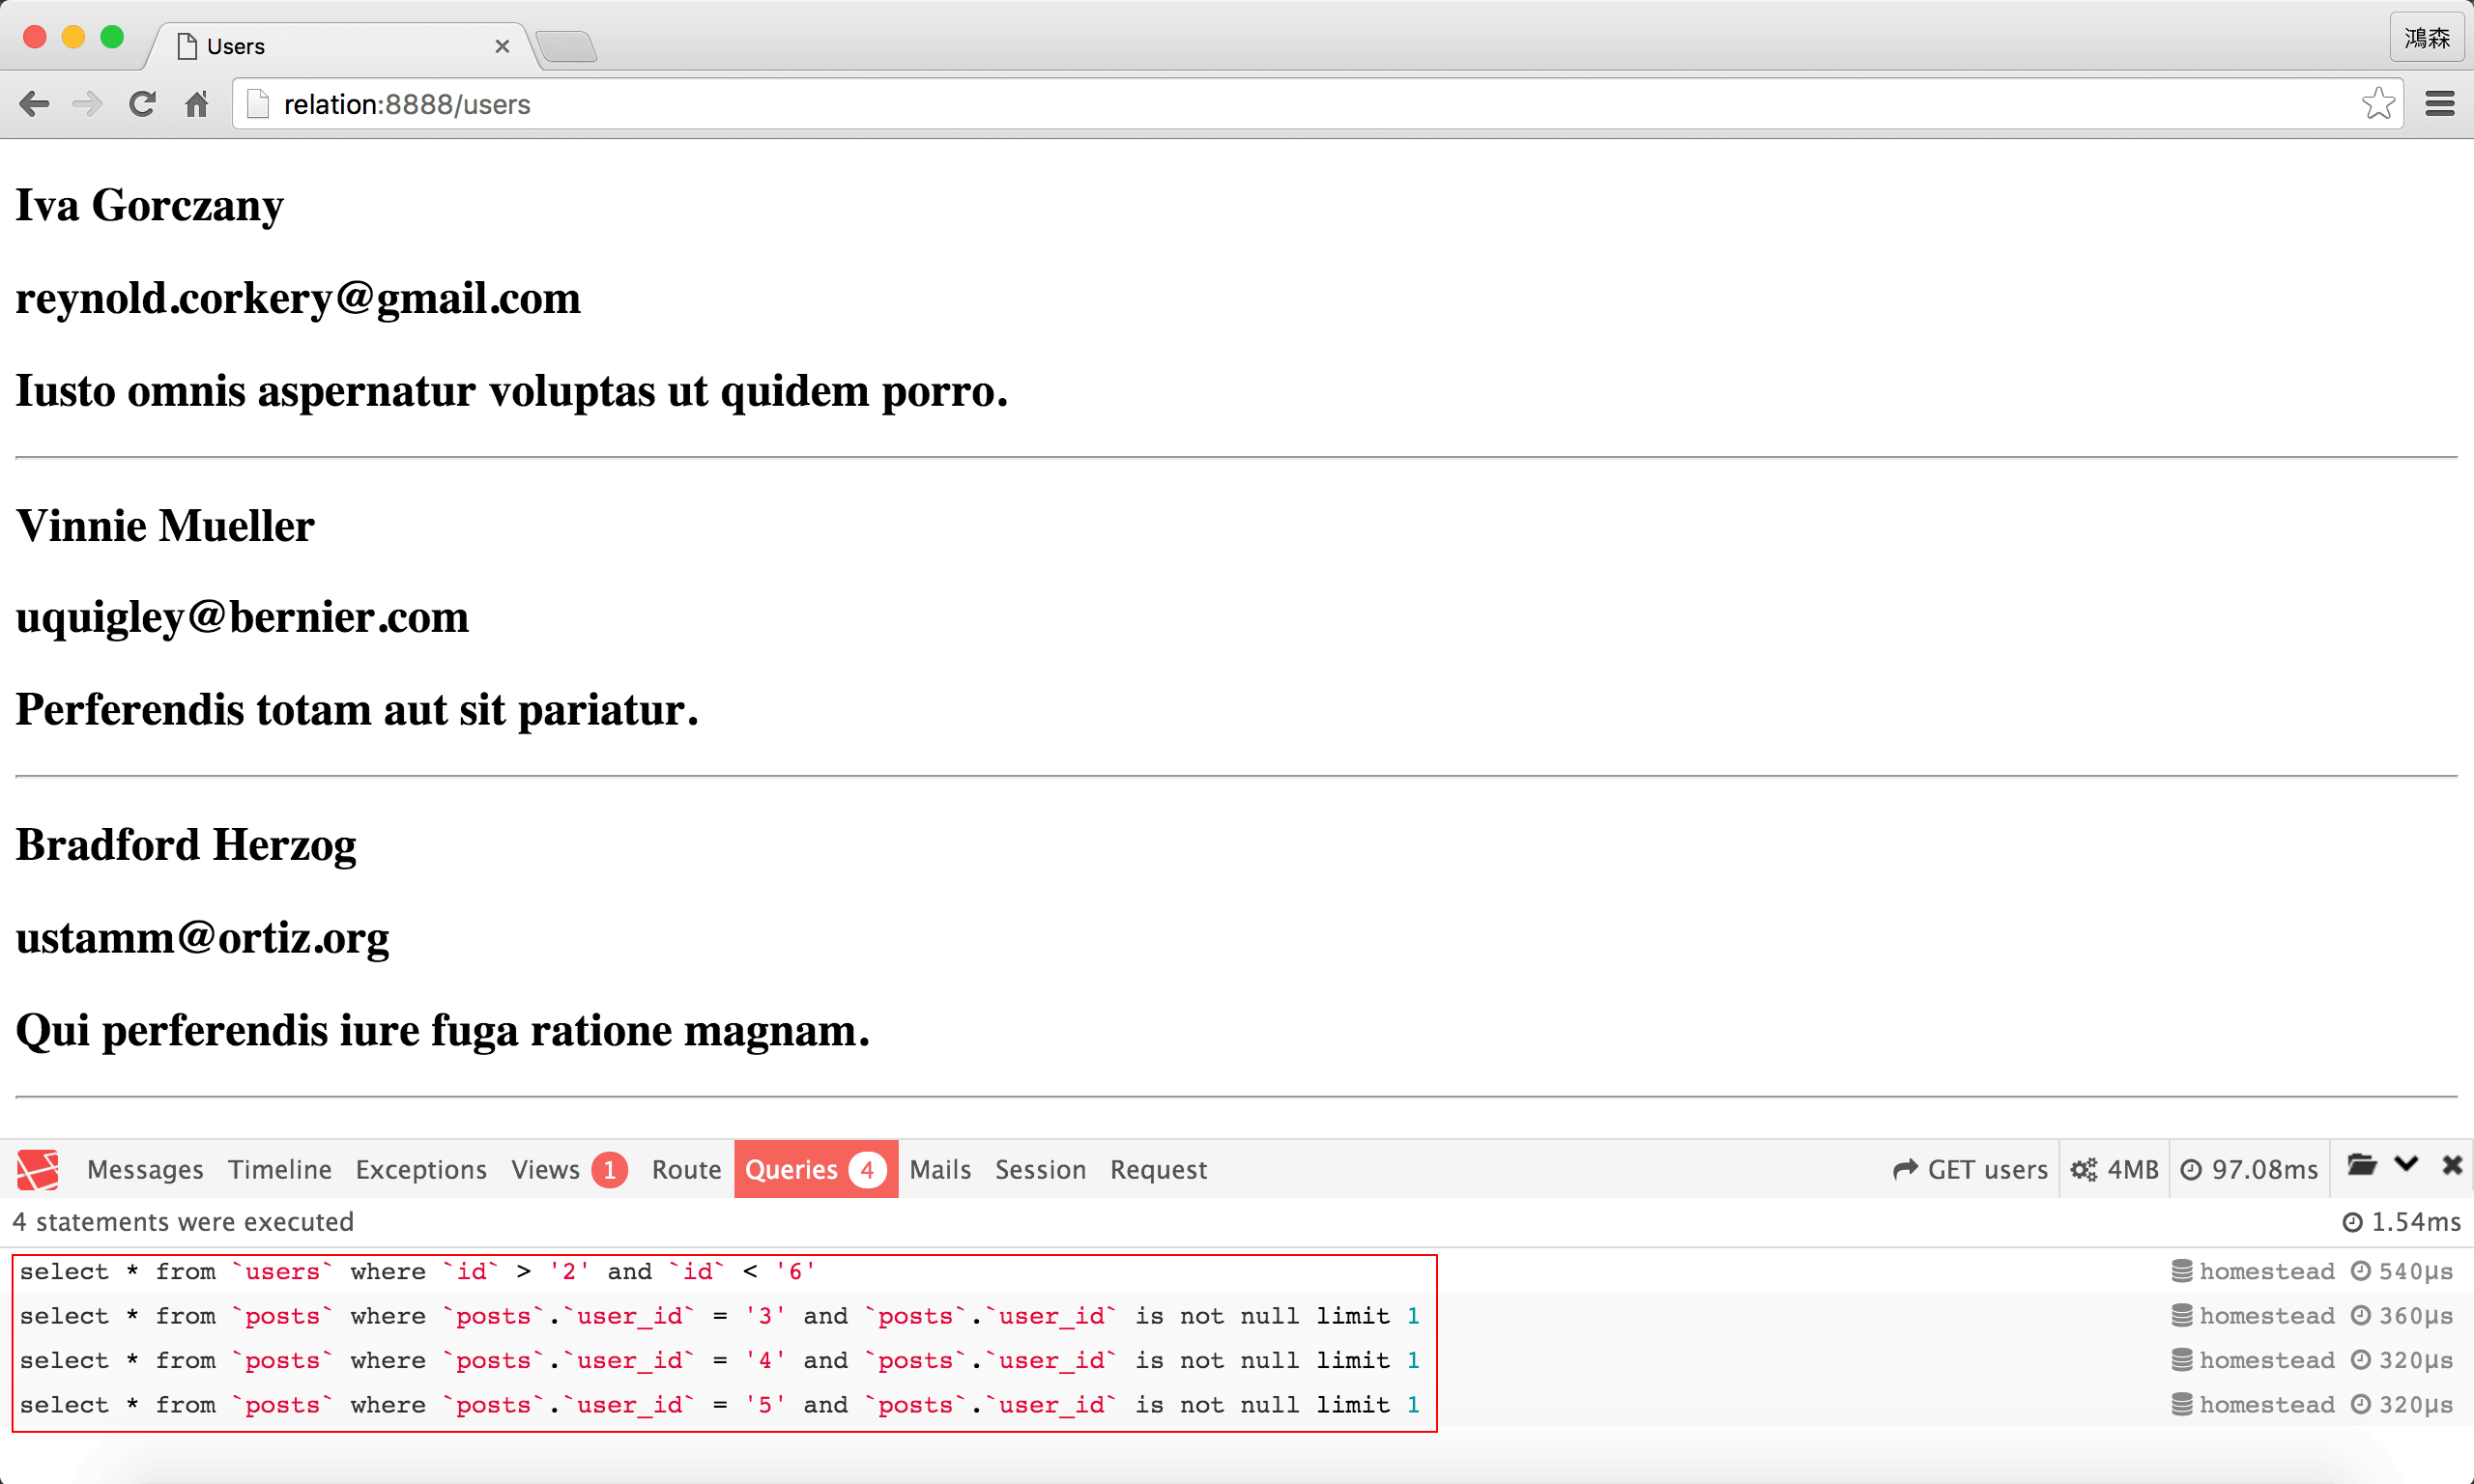 Users
鴻森
relation:8888/users
Iva Gorczany
reynold.corkery@gmail.com
Iusto omnis aspernatur voluptas ut quidem porro.
Vinnie Mueller
uquigley@bernier.com
Perferendis totam aut sit pariatur.
Bradford Herzog
ustamm@ortiz.org
Qui perferendis iure fuga ratione magnam.
Messages Timeline Exceptions Views 1 Route Queries 4 Mails Session Request GET users 4MB 97.08ms
4 statements were executed 1.54ms
select * from `users` where `id` > '2' and `id` < '6' homestead 540μs
select * from `posts` where `posts`.`user_id` = '3' and `posts`.`user_id` is not null limit 1 homestead 360μs
select * from `posts` where `posts`.`user_id` = '4' and `posts`.`user_id` is not null limit 1 homestead 320μs
select * from `posts` where `posts`.`user_id` = '5' and `posts`.`user_id` is not null limit 1 homestead 320μs